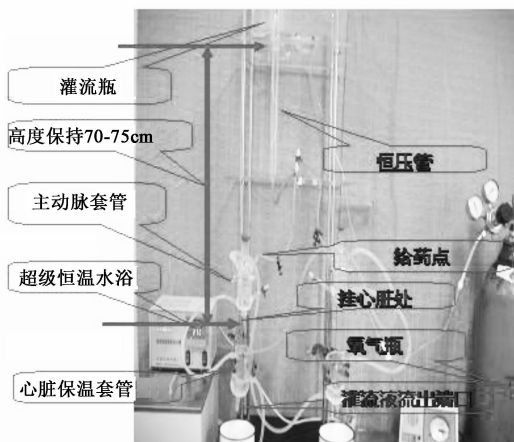 灌流瓶
高度保持70-75cm
恒压管
主动脉套管
给药点
超级恒温水浴
挂心脏处
氧气瓶
心脏保温套管
灌流液流出端口